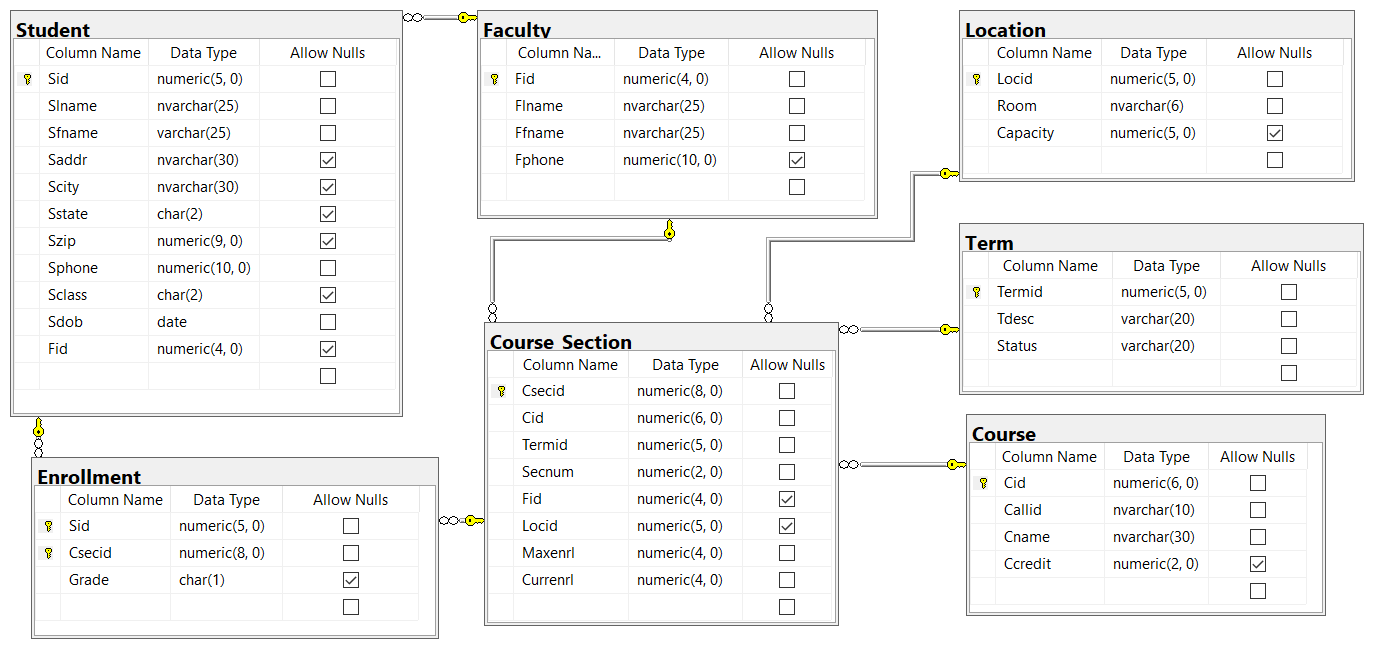 Student
Column Name Data Type Allow Nulls
Sid numeric(5, 0)
Slname nvarchar(25)
Sfname varchar(25)
Saddr nvarchar(30)
Scity nvarchar(30)
Sstate char(2)
Szip numeric(9, 0)
Sphone numeric(10, 0)
Sclass char(2)
Sdob date
Fid numeric(4, 0)
Faculty
Column Na... Data Type Allow Nulls
Fid numeric(4, 0)
Flname nvarchar(25)
Ffname nvarchar(25)
Fphone numeric(10, 0)
Location
Column Name Data Type Allow Nulls
Locid numeric(5, 0)
Room nvarchar(6)
Capacity numeric(5, 0)
Term
Column Name Data Type Allow Nulls
Termid numeric(5, 0)
Tdesc varchar(20)
Status varchar(20)
Course_Section
Column Name Data Type Allow Nulls
Csecid numeric(8, 0)
Cid numeric(6, 0)
Termid numeric(5, 0)
Secnum numeric(2, 0)
Fid numeric(4, 0)
Locid numeric(5, 0)
Maxenrl numeric(4, 0)
Currenrl numeric(4, 0)
Course
Column Name Data Type Allow Nulls
Cid numeric(6, 0)
Callid nvarchar(10)
Cname nvarchar(30)
Ccredit numeric(2, 0)
Enrollment
Column Name Data Type Allow Nulls
Sid numeric(5, 0)
Csecid numeric(8, 0)
Grade char(1)